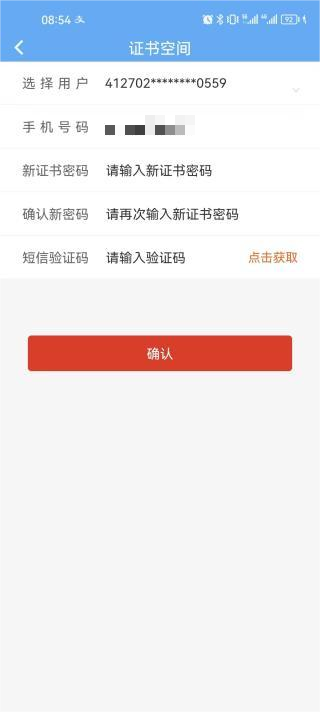 08:54
92
证书空间
选择用户 412702********0559
手机号码
新证书密码 请输入新证书密码
确认新密码 请再次输入新证书密码
短信验证码 请输入验证码 点击获取
确认